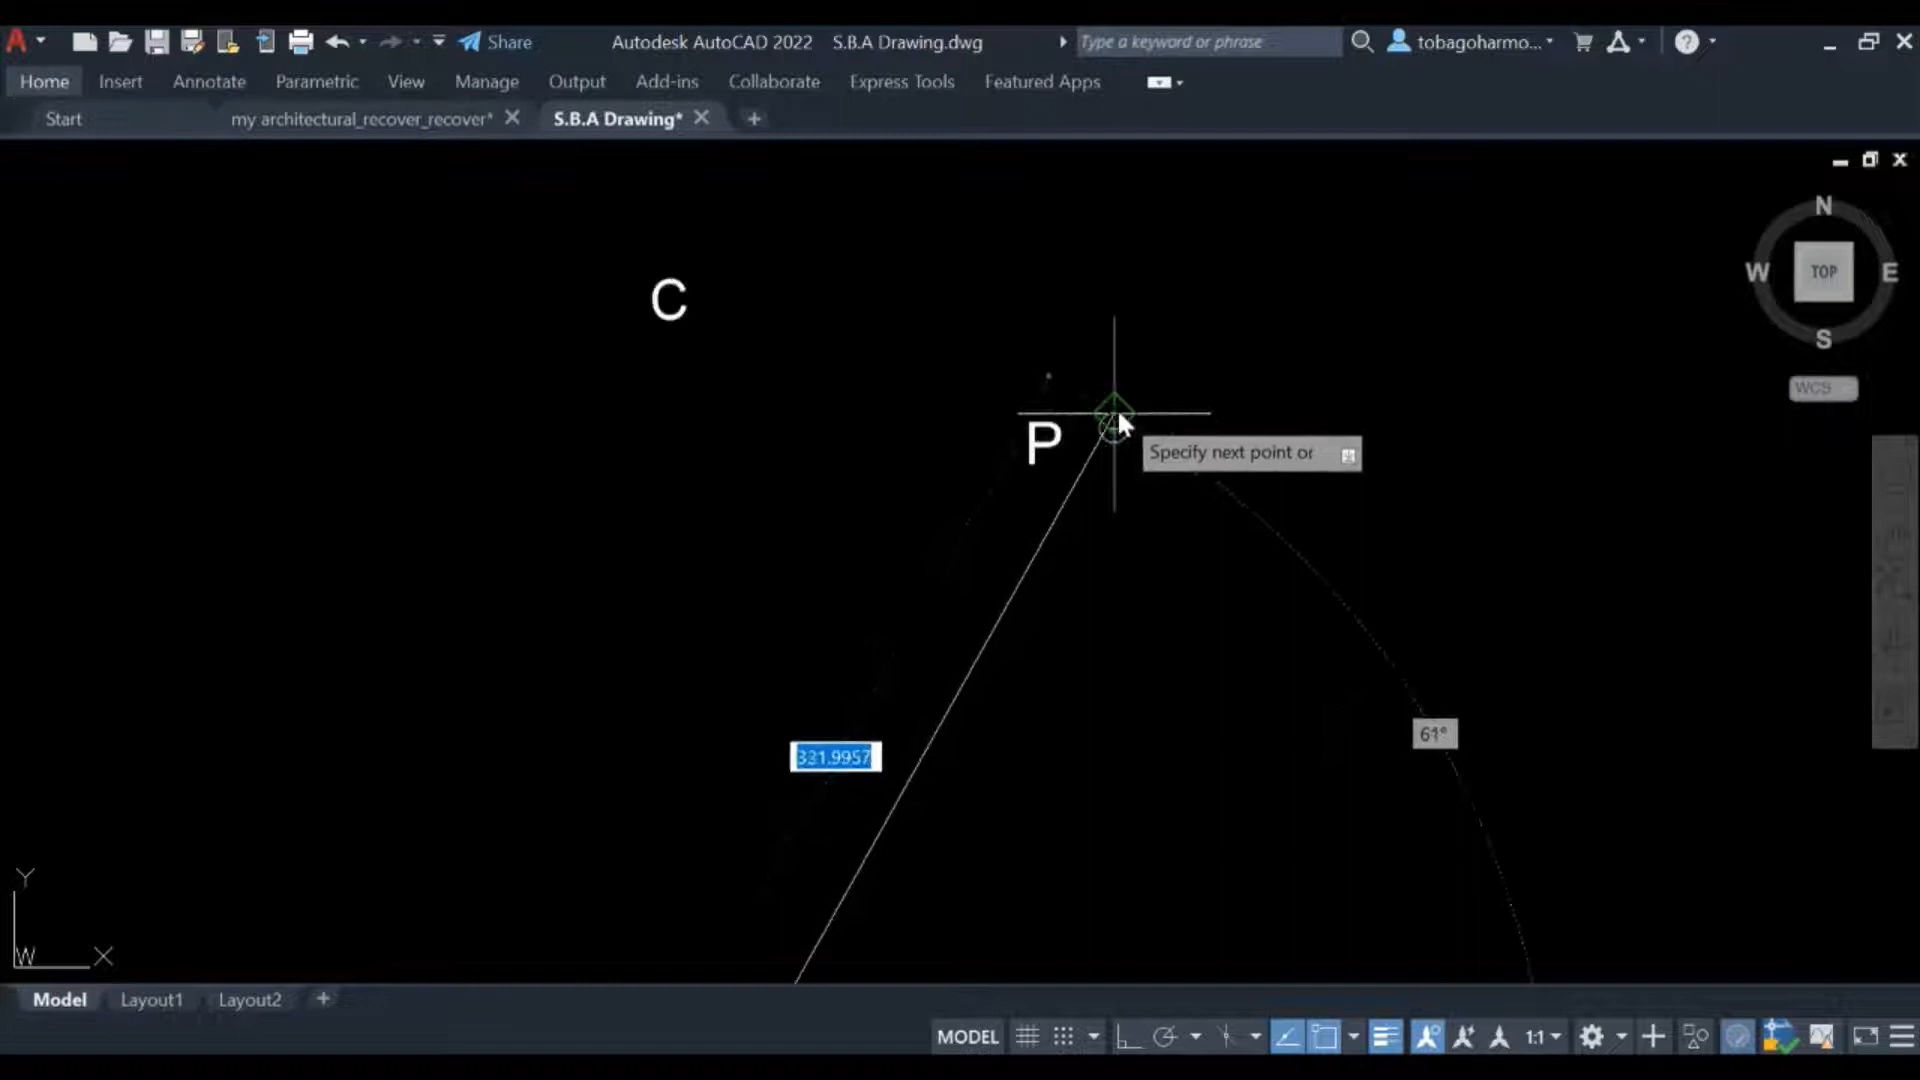 Share
Autodesk AutoCAD 2022 S.B.A Drawing.dwg
Type a keyword or phrase
tobagoharmo...
Home Insert Annotate Parametric View Manage Output Add-ins Collaborate Express Tools Featured Apps
Start my architectural_recover_recover* S.B.A Drawing*
N
W TOP E
S
WCS
C
P
Specify next point or
61°
331.9957
Y
W X
Model Layout1 Layout2
MODEL 1:1